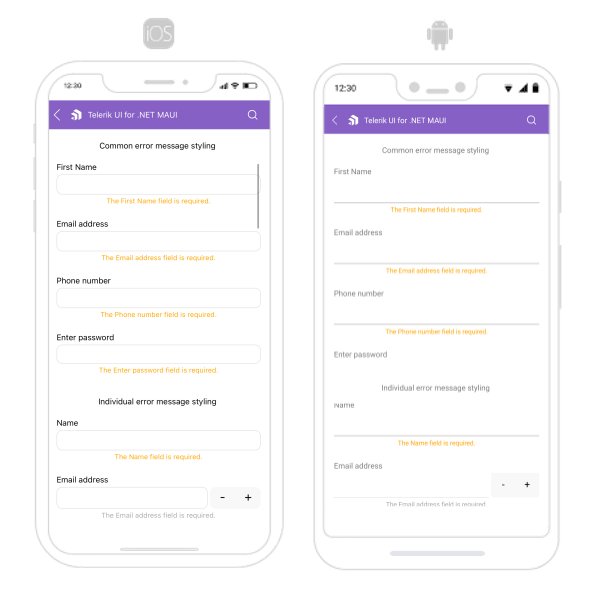 iOS
12:30
Telerik UI for .NET MAUI
Common error message styling
First Name
The First Name field is required.
Email address
The Email address field is required.
Phone number
The Phone number field is required.
Enter password
The Enter password field is required.
Individual error message styling
Name
The Name field is required.
Email address
- +
The Email address field is required.
12:30
Telerik UI for .NET MAUI
Common error message styling
First Name
The First Name field is required.
Email address
The Email address field is required.
Phone number
The Phone number field is required.
Enter password
Individual error message styling
Name
The Name field is required.
Email address
- +
The Email address field is required.